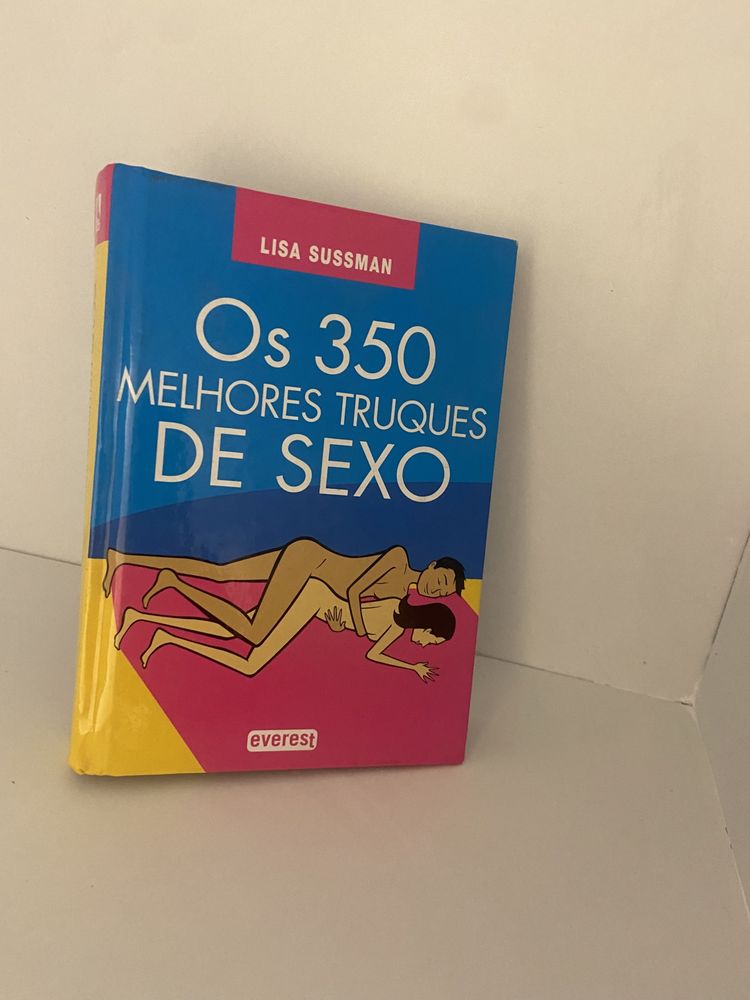 LISA SUSSMAN
Os 350
MELHORES TRUQUES
DE SEXO
everest